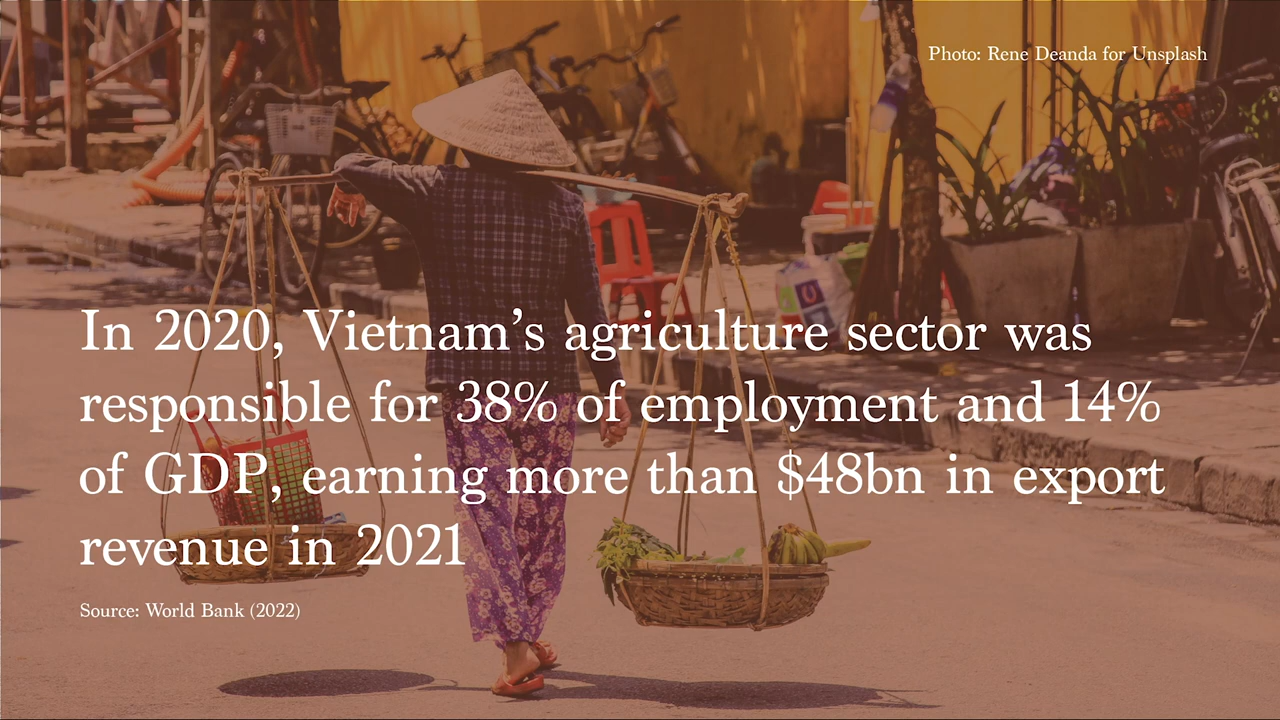 Photo: Rene Deanda for Unsplash
In 2020, Vietnam’s agriculture sector was
responsible for 38% of employment and 14%
of GDP, earning more than $48bn in export
revenue in 2021
Source: World Bank (2022)